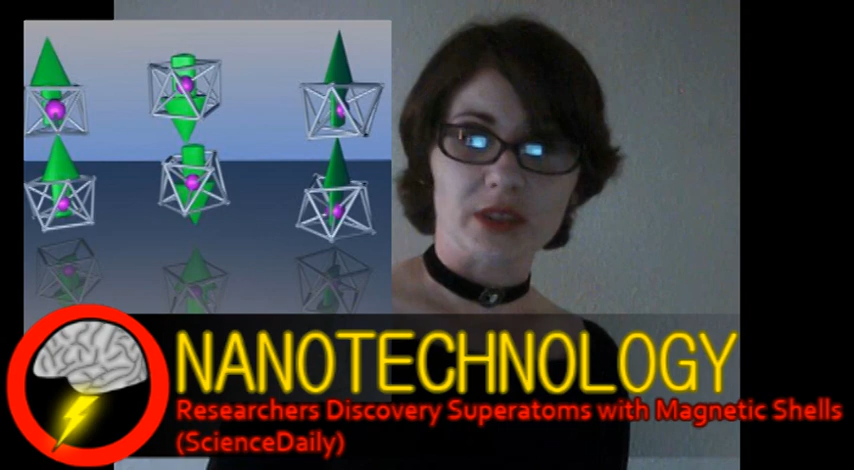 NANOTECHNOLOGY
Researchers Discovery Superatoms with Magnetic Shells
(ScienceDaily)